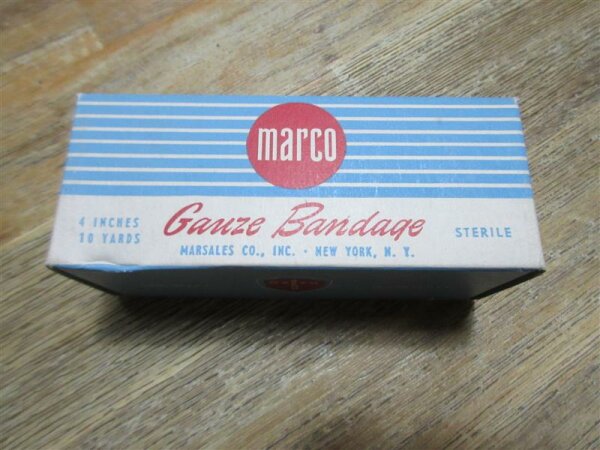 marco
4 INCHES
10 YARDS
Gauze Bandage
MARSALES CO., INC. · NEW YORK, N. Y.
STERILE